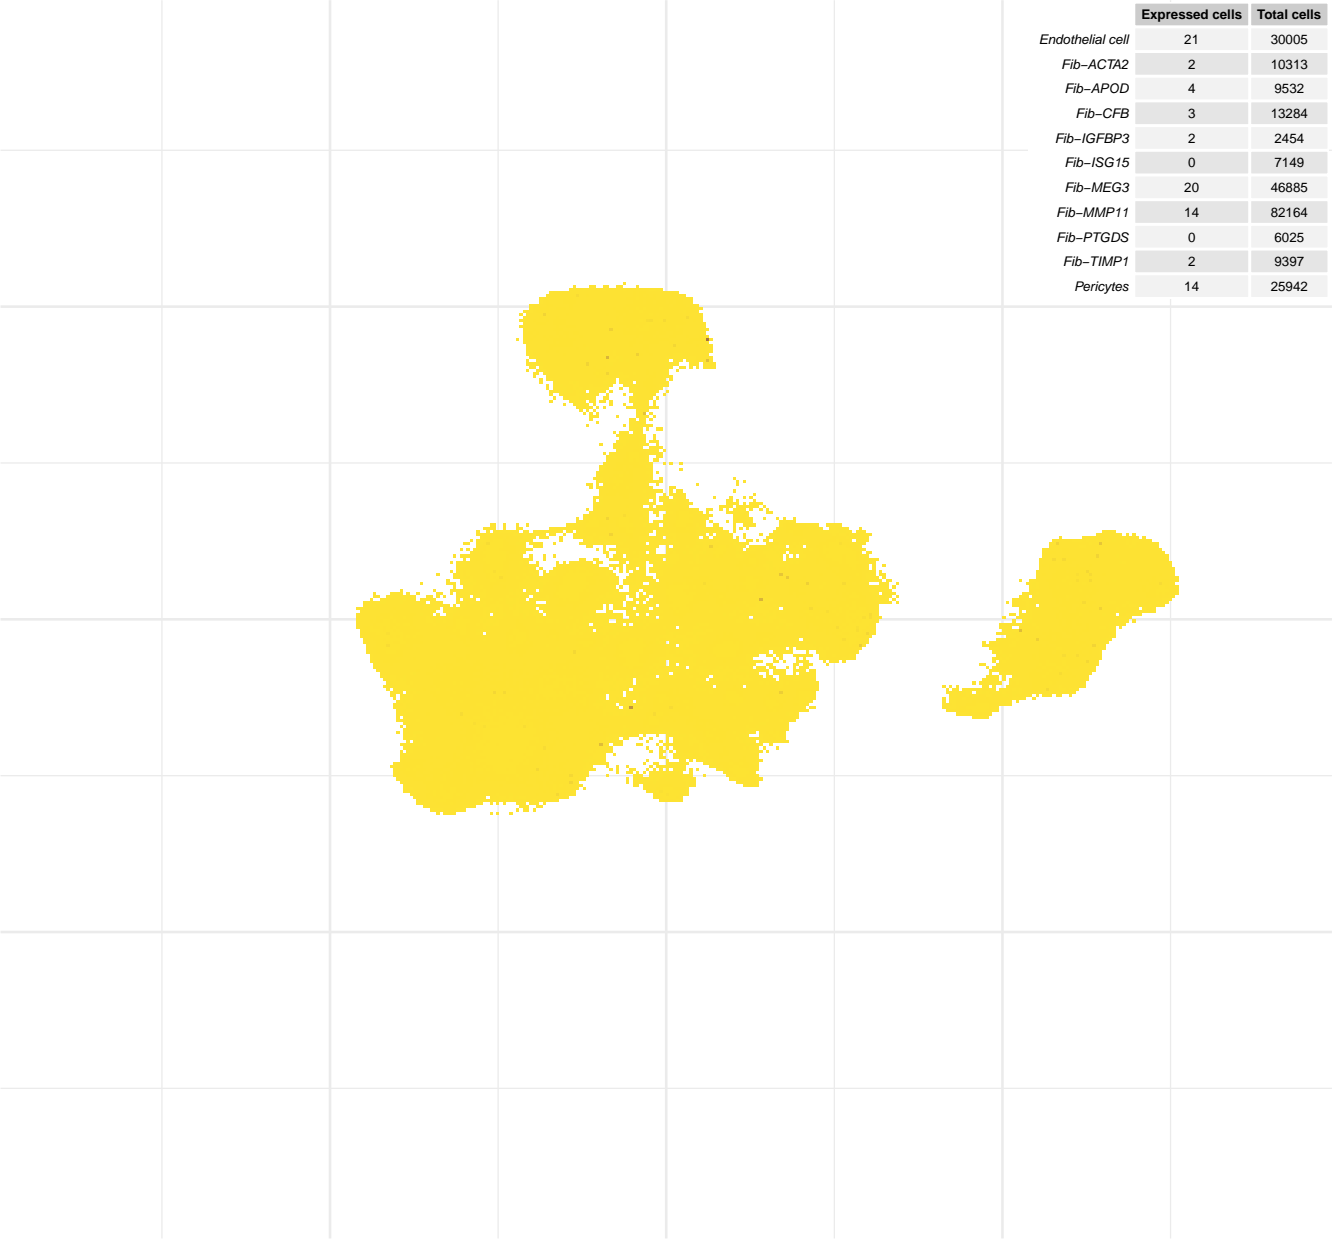 Expressed cells Total cells
Endothelial cell 21 30005
Fib−ACTA2 2 10313
Fib−APOD 4 9532
Fib−CFB 3 13284
Fib−IGFBP3 2 2454
Fib−ISG15 0 7149
Fib−MEG3 20 46885
Fib−MMP11 14 82164
Fib−PTGDS 0 6025
Fib−TIMP1 2 9397
Pericytes 14 25942